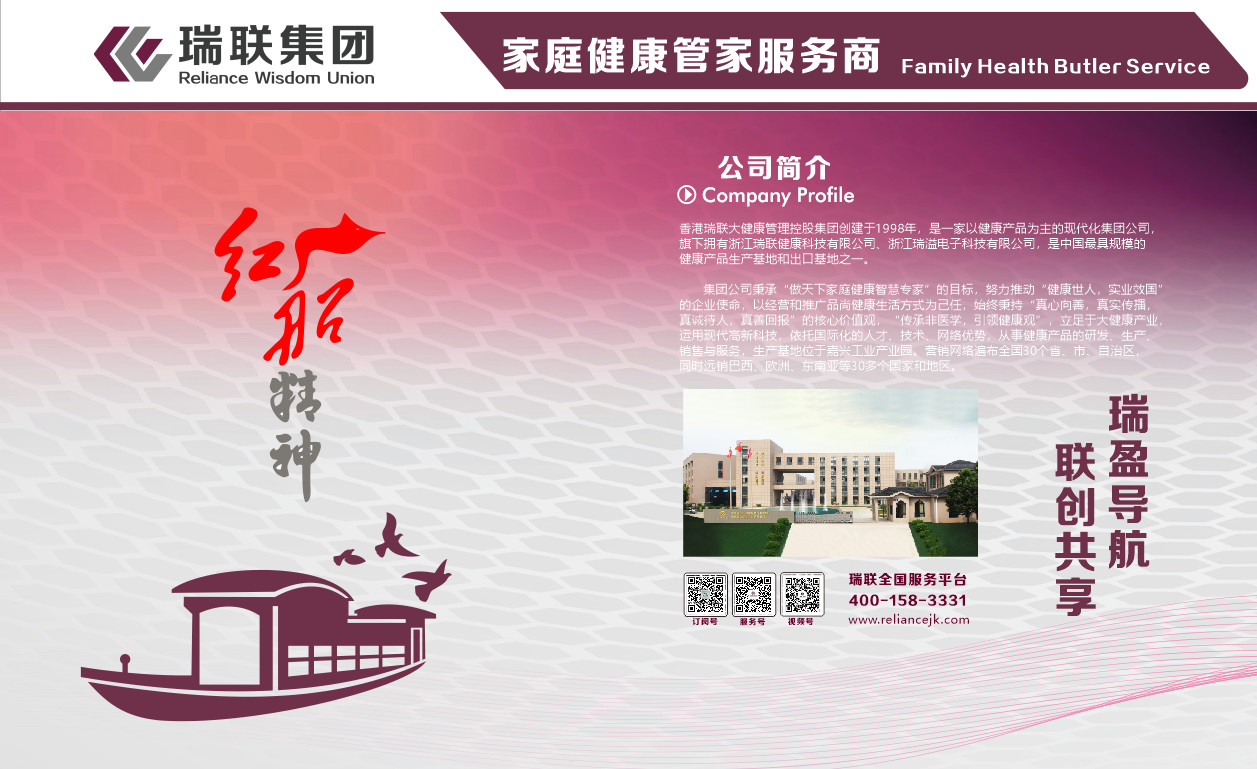 瑞联集团
Reliance Wisdom Union
家庭健康管家服务商 Family Health Butler Service
红船
精神
公司简介
Company Profile
香港瑞联大健康管理控股集团创建于1998年，是一家以健康产品为主的现代化集团公司，
旗下拥有浙江瑞联健康科技有限公司、浙江瑞溢电子科技有限公司，是中国最具规模的
健康产品生产基地和出口基地之一。
集团公司秉承“做天下家庭健康智慧专家”的目标，努力推动“健康世人，实业效国”
的企业使命，以经营和推广品尚健康生活方式为己任，始终秉持“真心向善，真实传播，
真诚待人，真善回报”的核心价值观，“传承非医学，引领健康观”，立足于大健康产业，
运用现代高新科技，依托国际化的人才、技术、网络优势，从事健康产品的研发、生产、
销售与服务，生产基地位于嘉兴工业产业园。营销网络遍布全国30个省、市、自治区，
同时远销巴西、欧洲、东南亚等30多个国家和地区。
瑞盈导航
联创共享
订阅号 服务号 视频号
瑞联全国服务平台
400-158-3331
www.reliancejk.com